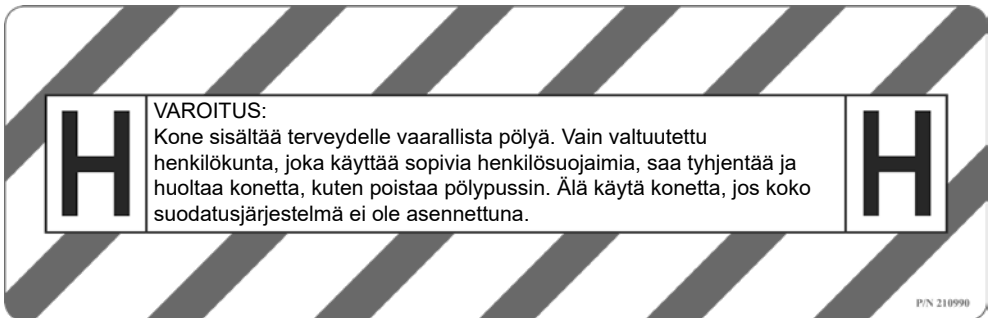 H
VAROITUS:
Kone sisältää terveydelle vaarallista pölyä. Vain valtuutettu
henkilökunta, joka käyttää sopivia henkilösuojaimia, saa tyhjentää ja
huoltaa konetta, kuten poistaa pölypussin. Älä käytä konetta, jos koko
suodatusjärjestelmä ei ole asennettuna.
H
P/N 210990